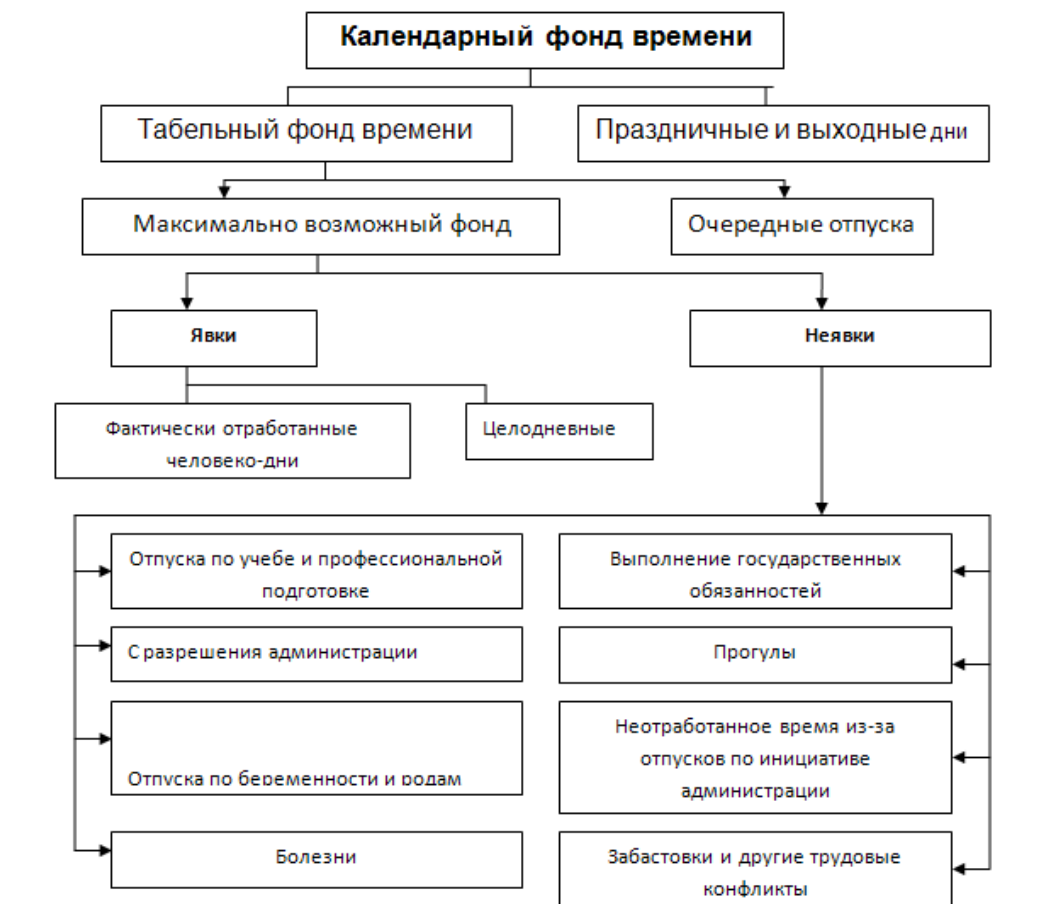 Календарный фонд времени
Табельный фонд времени
Праздничные и выходные дни
Максимально возможный фонд
Очередные отпуска
Явки
Неявки
Фактически отработанные
человеко-дни
Целодневные
Отпуска по учебе и профессиональной
подготовке
Выполнение государственных
обязанностей
С разрешения администрации
Прогулы
Отпуска по беременности и родам
Неотработанное время из-за
отпусков по инициативе
администрации
Болезни
Забастовки и другие трудовые
конфликты